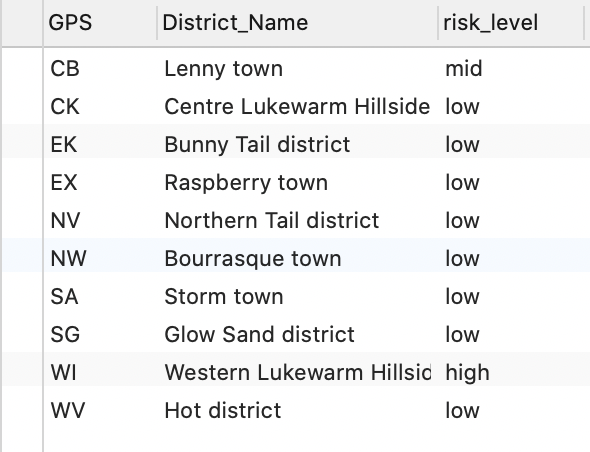 GPS District_Name risk_level
CB Lenny town mid
CK Centre Lukewarm Hillside low
EK Bunny Tail district low
EX Raspberry town low
NV Northern Tail district low
NW Bourrasque town low
SA Storm town low
SG Glow Sand district low
WI Western Lukewarm Hillsid high
WV Hot district low